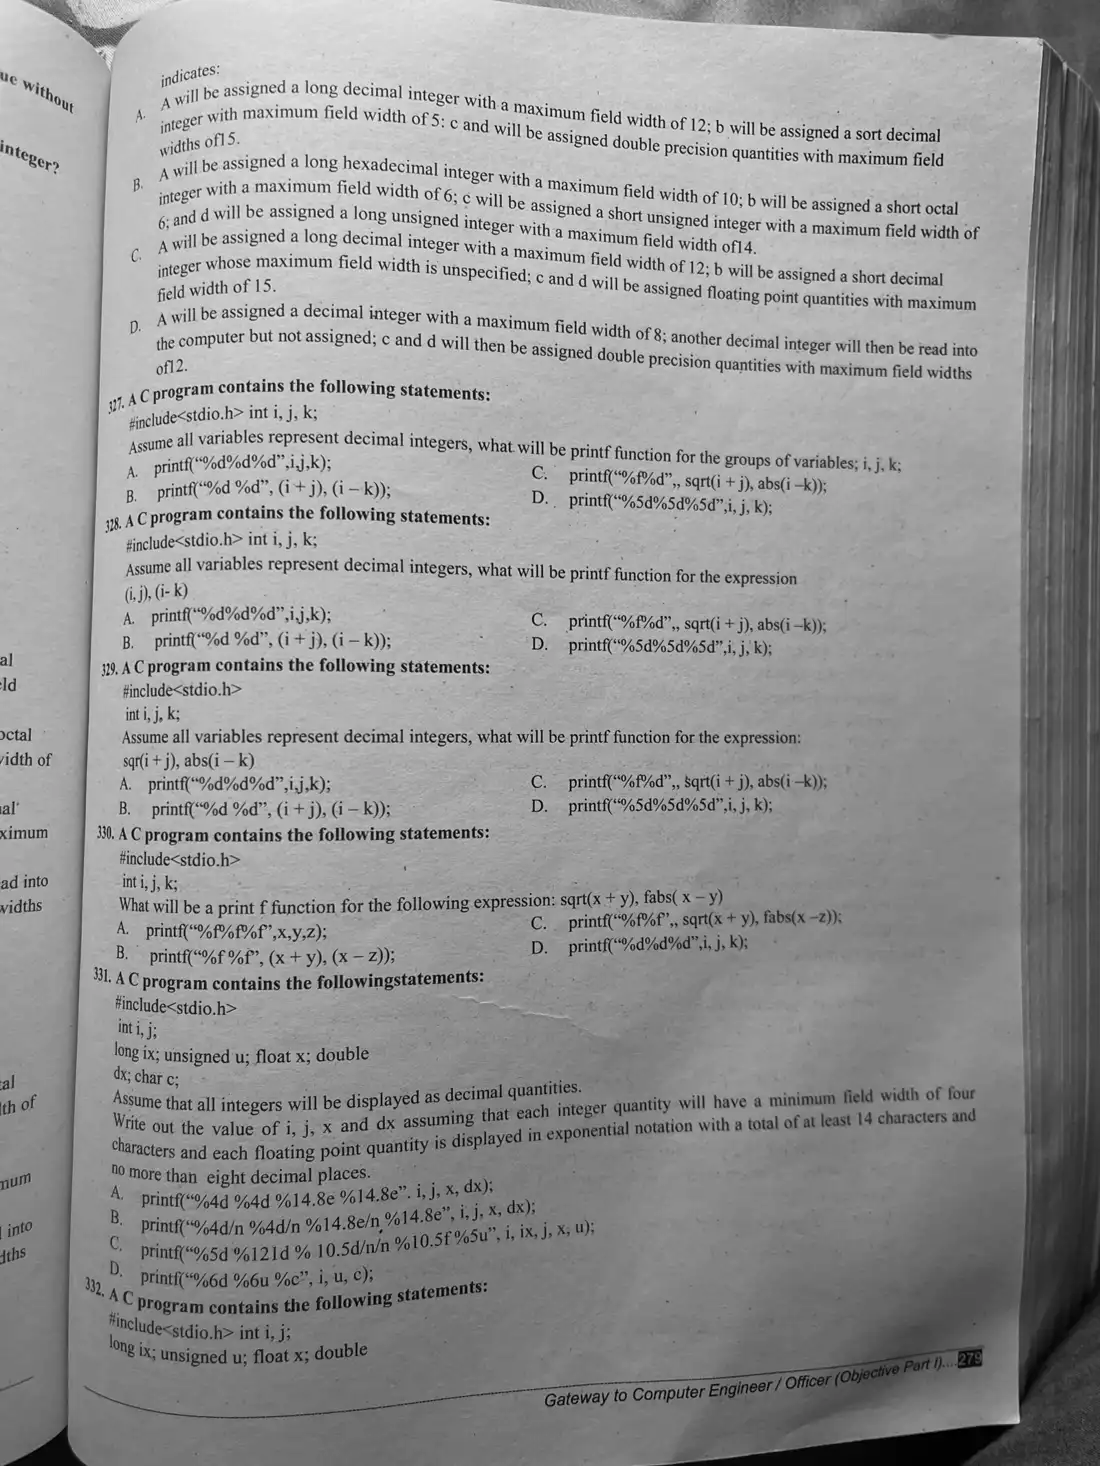 ue without
integer?
al
eld
octal
width of
nal'
ximum
ad into
widths
tal
th of
num
into
dths
indicates:
A. A will be assigned a long decimal integer with a maximum field width of 12; b will be assigned a sort decimal
integer with maximum field width of 5: c and will be assigned double precision quantities with maximum field
widths of15.
B. A will be assigned a long hexadecimal integer with a maximum field width of 10; b will be assigned a short octal
integer with a maximum field width of 6; c will be assigned a short unsigned integer with a maximum field width of
6; and d will be assigned a long unsigned integer with a maximum field width of14.
C. A will be assigned a long decimal integer with a maximum field width of 12; b will be assigned a short decimal
integer whose maximum field width is unspecified; c and d will be assigned floating point quantities with maximum
field width of 15.
D. A will be assigned a decimal integer with a maximum field width of 8; another decimal integer will then be read into
the computer but not assigned; c and d will then be assigned double precision quantities with maximum field widths
of12.
327. A C program contains the following statements:
#include<stdio.h> int i, j, k;
Assume all variables represent decimal integers, what will be printf function for the groups of variables; i, j, k;
A. printf(“%d%d%d”,i,j,k); C. printf(“%f%d”,, sqrt(i + j), abs(i –k));
B. printf(“%d %d”, (i + j), (i – k)); D. printf(“%5d%5d%5d”,i, j, k);
328. A C program contains the following statements:
#include<stdio.h> int i, j, k;
Assume all variables represent decimal integers, what will be printf function for the expression
(i, j), (i- k)
A. printf(“%d%d%d”,i,j,k); C. printf(“%f%d”,, sqrt(i + j), abs(i –k));
B. printf(“%d %d”, (i + j), (i – k)); D. printf(“%5d%5d%5d”,i, j, k);
329. A C program contains the following statements:
#include<stdio.h>
int i, j, k;
Assume all variables represent decimal integers, what will be printf function for the expression:
sqr(i + j), abs(i – k)
A. printf(“%d%d%d”,i,j,k); C. printf(“%f%d”,, sqrt(i + j), abs(i –k));
B. printf(“%d %d”, (i + j), (i – k)); D. printf(“%5d%5d%5d”,i, j, k);
330. A C program contains the following statements:
#include<stdio.h>
int i, j, k;
What will be a print f function for the following expression: sqrt(x + y), fabs( x – y)
A. printf(“%f%f%f”,x,y,z); C. printf(“%f%f”,, sqrt(x + y), fabs(x –z));
B. printf(“%f %f”, (x + y), (x – z)); D. printf(“%d%d%d”,i, j, k);
331. A C program contains the followingstatements:
#include<stdio.h>
int i, j;
long ix; unsigned u; float x; double
dx; char c;
Assume that all integers will be displayed as decimal quantities.
Write out the value of i, j, x and dx assuming that each integer quantity will have a minimum field width of four
characters and each floating point quantity is displayed in exponential notation with a total of at least 14 characters and
no more than eight decimal places.
A. printf(“%4d %4d %14.8e %14.8e”. i, j, x, dx);
B. printf(“%4d/n %4d/n %14.8e/n %14.8e”, i, j, x, dx);
C. printf(“%5d %121d % 10.5d/n/n %10.5f %5u”, i, ix, j, x, u);
D. printf(“%6d %6u %c”, i, u, c);
332. A C program contains the following statements:
#include<stdio.h> int i, j;
long ix; unsigned u; float x; double
Gateway to Computer Engineer / Officer (Objective Part I)....279